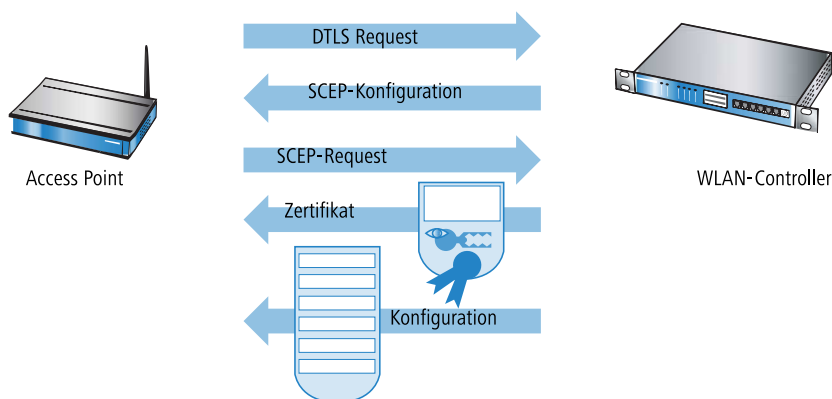 DTLS Request
SCEP-Konfiguration
SCEP-Request
Access Point
WLAN-Controller
Zertifikat
Konfiguration